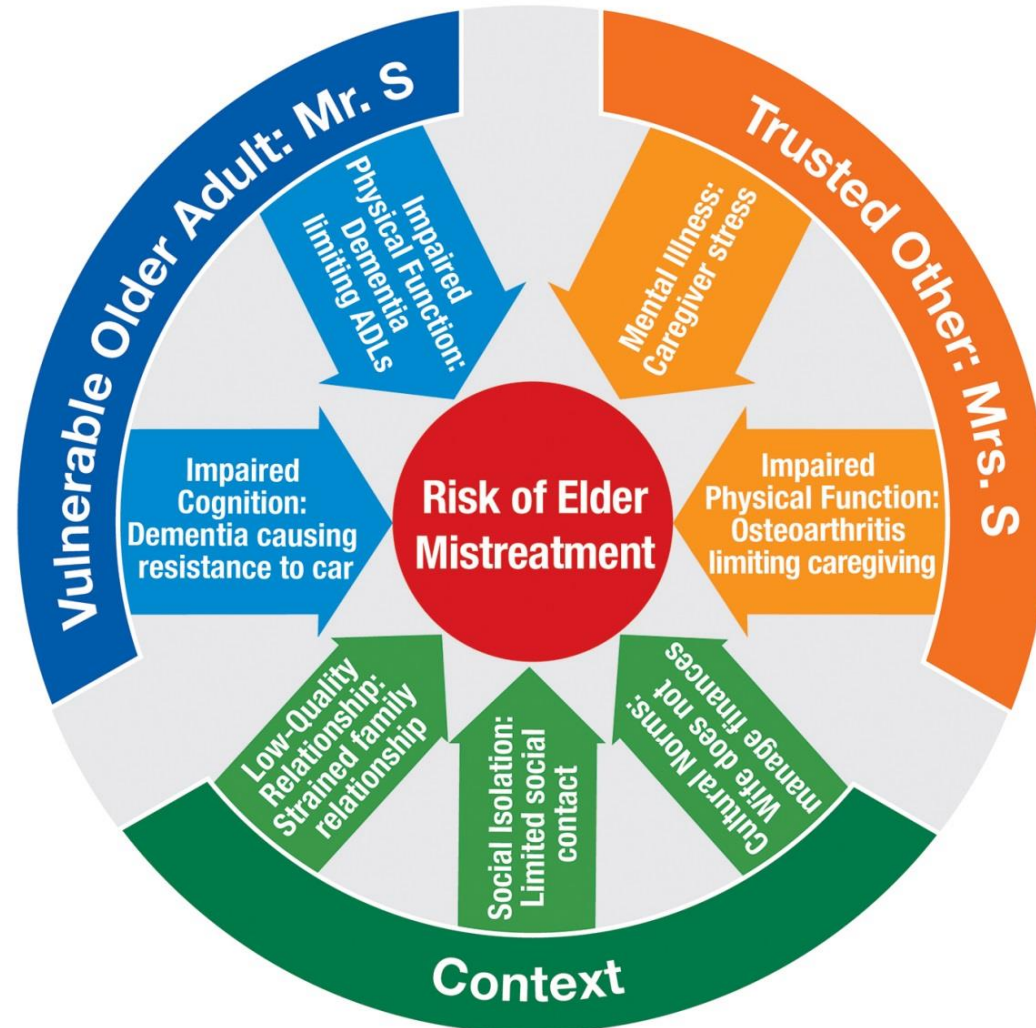 Vulnerable Older Adult: Mr. S
Impaired
Physical Function:
Dementia
limiting ADLs
Impaired
Cognition:
Dementia causing
resistance to car
Trusted Other: Mrs. S
Mental Illness:
Caregiver stress
Impaired
Physical Function:
Osteoarthritis
limiting caregiving
Risk of Elder
Mistreatment
Low-Quality
Relationship:
Strained family
relationship
Social Isolation:
Limited social
contact
Cultural Norms:
Wife does not
manage finances
Context